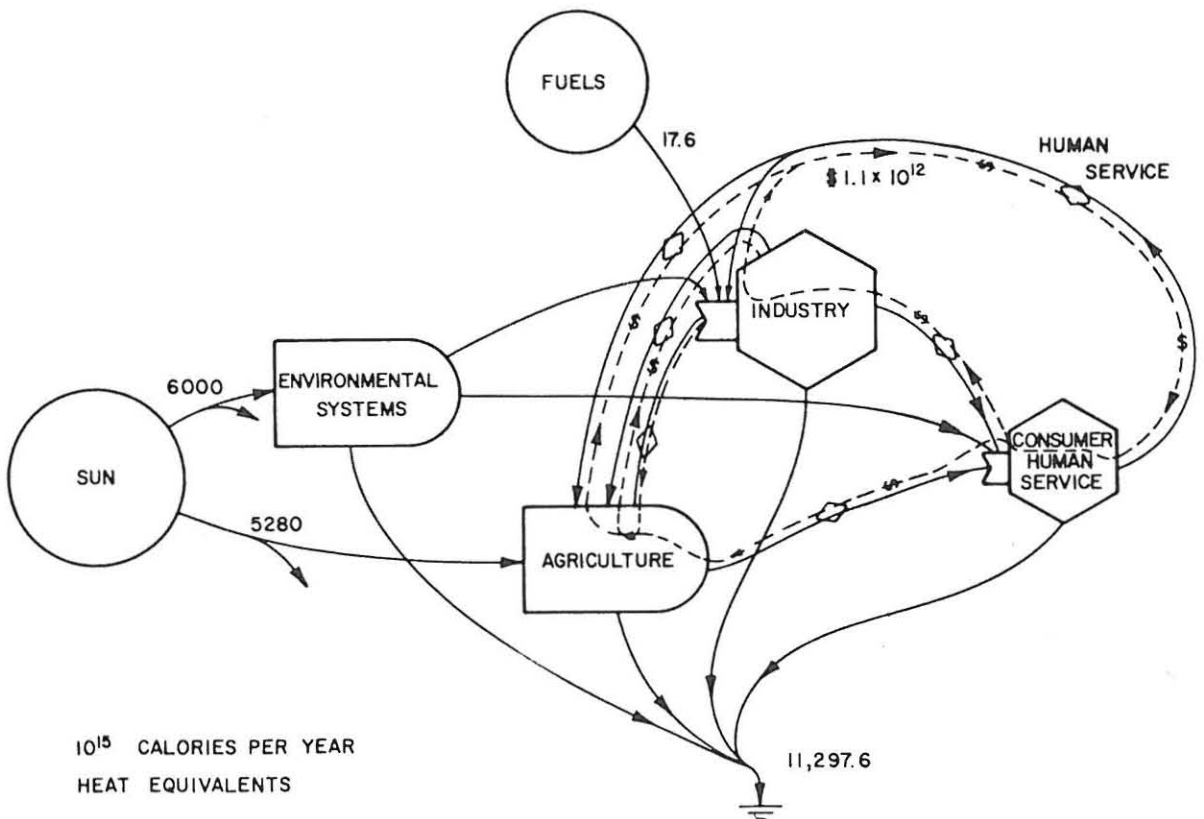 FUELS
17.6
HUMAN
SERVICE
$ 1.1 x 10¹²
$
$
$
INDUSTRY
$
6000
ENVIRONMENTAL
SYSTEMS
$
SUN
CONSUMER
HUMAN
SERVICE
$
5280
AGRICULTURE
10¹⁵ CALORIES PER YEAR
HEAT EQUIVALENTS
11,297.6